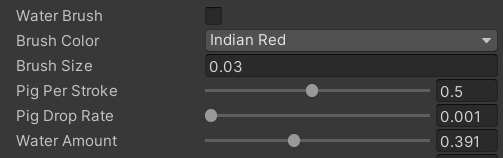 Water Brush
Brush Color Indian Red
Brush Size 0.03
Pig Per Stroke 0.5
Pig Drop Rate 0.001
Water Amount 0.391